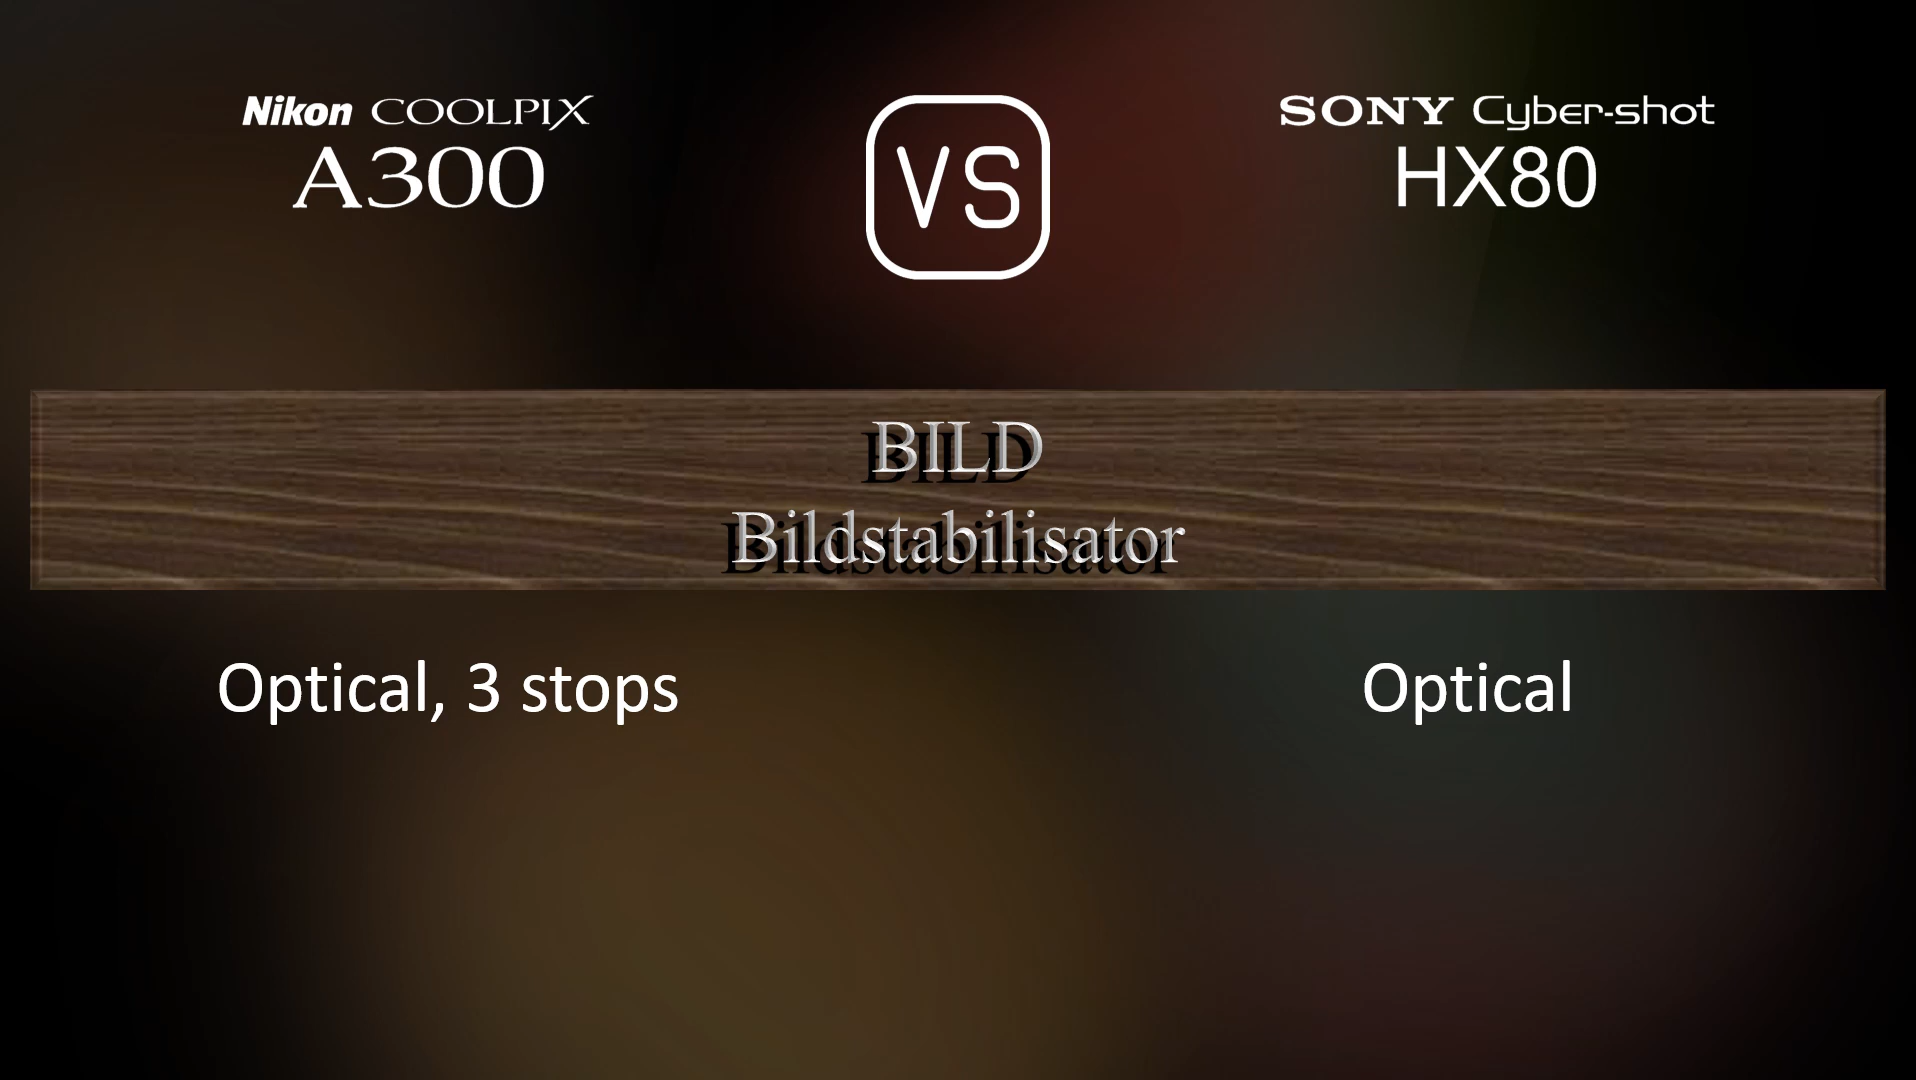 Nikon COOLPIX
A300
VS
SONY Cyber-shot
HX80
BILD
Bildstabilisator
Optical, 3 stops
Optical